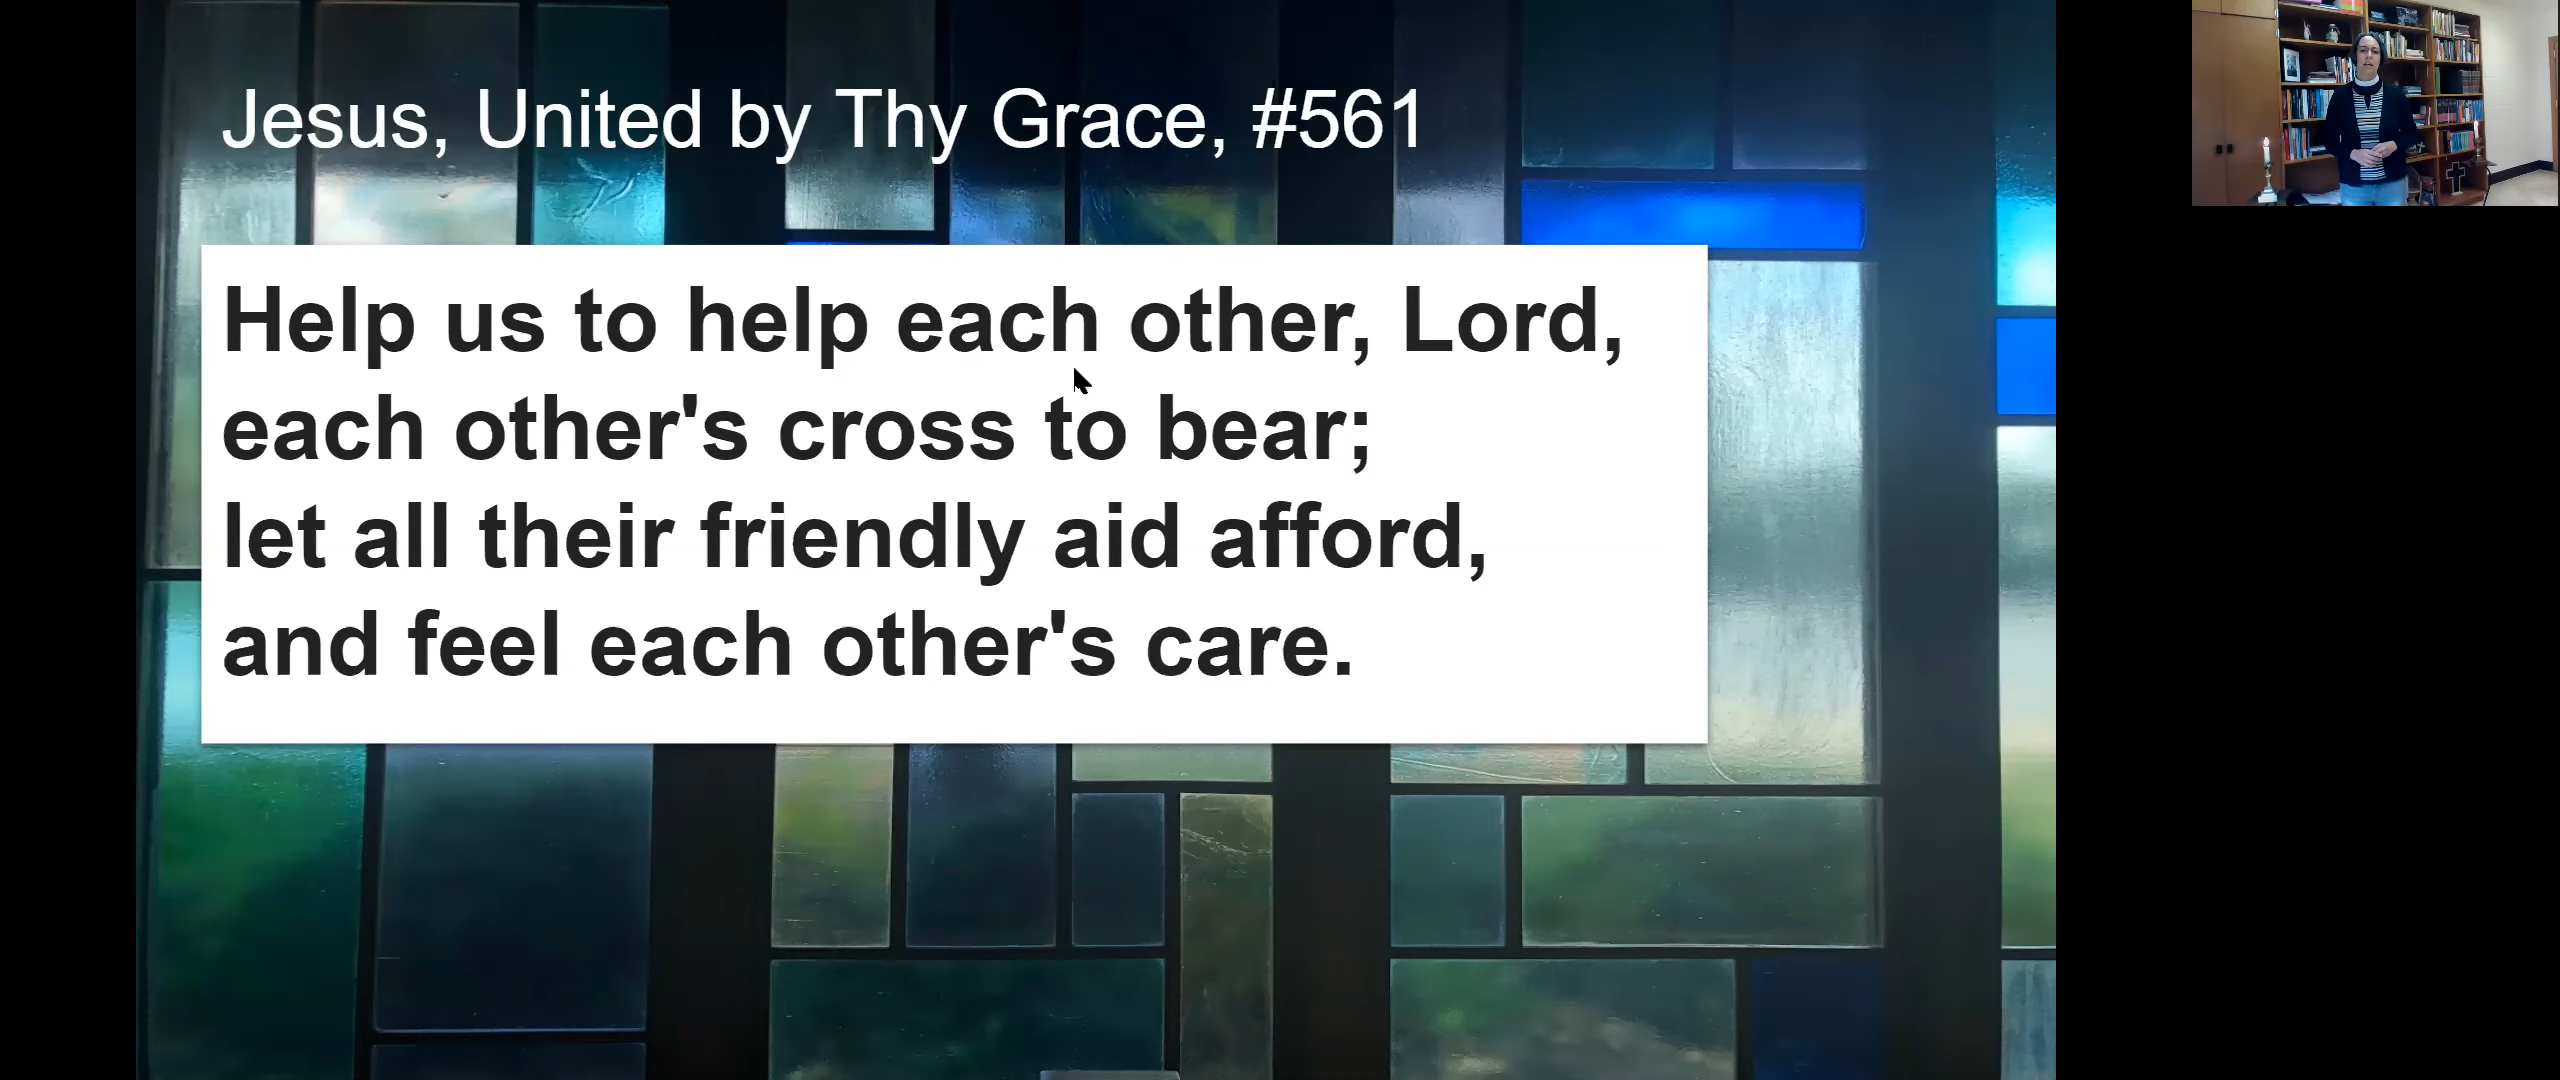 Jesus, United by Thy Grace, #561
Help us to help each other, Lord,
each other's cross to bear;
let all their friendly aid afford,
and feel each other's care.